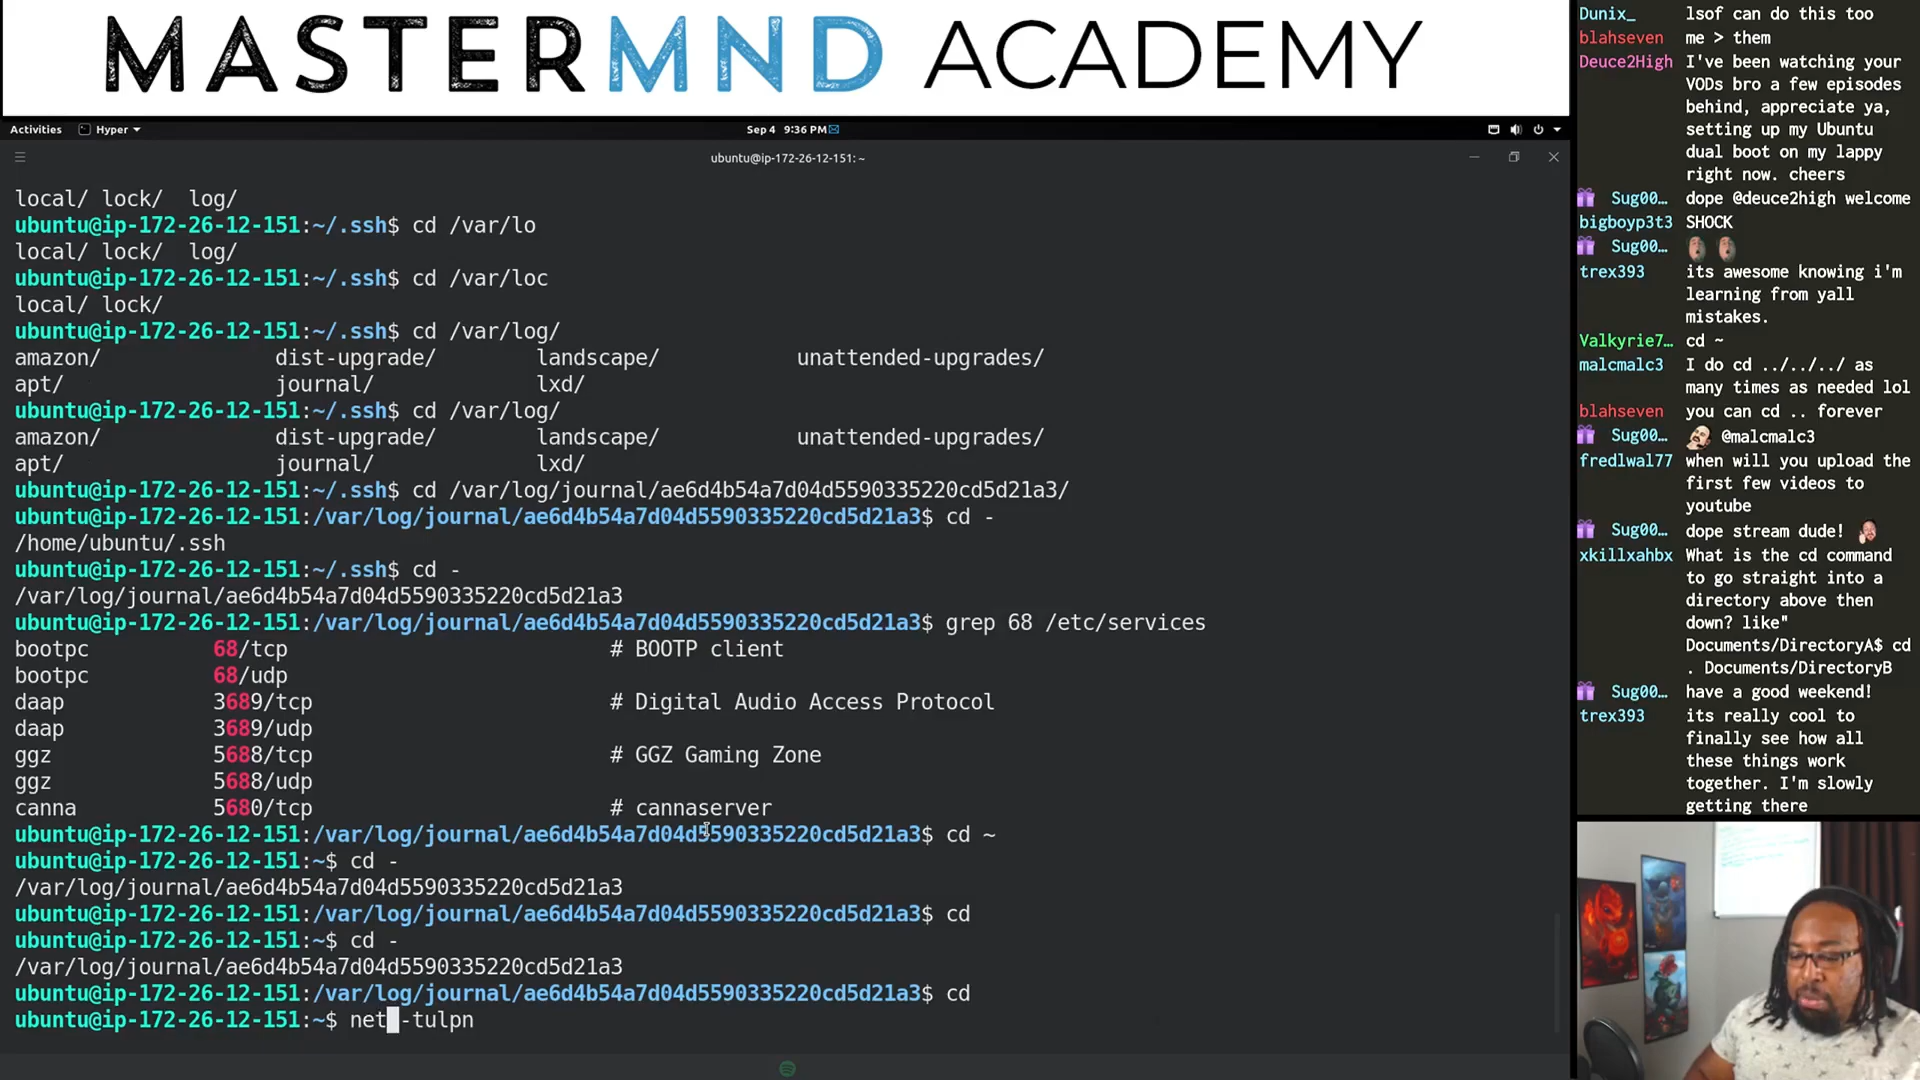 MASTERMND ACADEMY
Activities Hyper Sep 4 9:36 PM
ubuntu@ip-172-26-12-151: ~
local/ lock/ log/
ubuntu@ip-172-26-12-151:~/.ssh$ cd /var/lo
local/ lock/ log/
ubuntu@ip-172-26-12-151:~/.ssh$ cd /var/loc
local/ lock/
ubuntu@ip-172-26-12-151:~/.ssh$ cd /var/log/
amazon/ dist-upgrade/ landscape/ unattended-upgrades/
apt/ journal/ lxd/
ubuntu@ip-172-26-12-151:~/.ssh$ cd /var/log/
amazon/ dist-upgrade/ landscape/ unattended-upgrades/
apt/ journal/ lxd/
ubuntu@ip-172-26-12-151:~/.ssh$ cd /var/log/journal/ae6d4b54a7d04d5590335220cd5d21a3/
ubuntu@ip-172-26-12-151:/var/log/journal/ae6d4b54a7d04d5590335220cd5d21a3$ cd -
/home/ubuntu/.ssh
ubuntu@ip-172-26-12-151:~/.ssh$ cd -
/var/log/journal/ae6d4b54a7d04d5590335220cd5d21a3
ubuntu@ip-172-26-12-151:/var/log/journal/ae6d4b54a7d04d5590335220cd5d21a3$ grep 68 /etc/services
bootpc 68/tcp # BOOTP client
bootpc 68/udp
daap 3689/tcp # Digital Audio Access Protocol
daap 3689/udp
ggz 5688/tcp # GGZ Gaming Zone
ggz 5688/udp
canna 5680/tcp # cannaserver
ubuntu@ip-172-26-12-151:/var/log/journal/ae6d4b54a7d04d5590335220cd5d21a3$ cd ~
ubuntu@ip-172-26-12-151:~$ cd -
/var/log/journal/ae6d4b54a7d04d5590335220cd5d21a3
ubuntu@ip-172-26-12-151:/var/log/journal/ae6d4b54a7d04d5590335220cd5d21a3$ cd
ubuntu@ip-172-26-12-151:~$ cd -
/var/log/journal/ae6d4b54a7d04d5590335220cd5d21a3
ubuntu@ip-172-26-12-151:/var/log/journal/ae6d4b54a7d04d5590335220cd5d21a3$ cd
ubuntu@ip-172-26-12-151:~$ net -tulpn
Dunix_ lsof can do this too
blahseven me > them
Deuce2High I've been watching your
VODs bro a few episodes
behind, appreciate ya,
setting up my Ubuntu
dual boot on my lappy
right now. cheers
Sug00… dope @deuce2high welcome
bigboyp3t3 SHOCK
Sug00…
trex393 its awesome knowing i'm
learning from yall
mistakes.
Valkyrie7… cd ~
malcmalc3 I do cd ../../../ as
many times as needed lol
blahseven you can cd .. forever
Sug00… @malcmalc3
fredlwal77 when will you upload the
first few videos to
youtube
Sug00… dope stream dude!
xkillxahbx What is the cd command
to go straight into a
directory above then
down? like"
Documents/DirectoryA$ cd
. Documents/DirectoryB
Sug00… have a good weekend!
trex393 its really cool to
finally see how all
these things work
together. I'm slowly
getting there